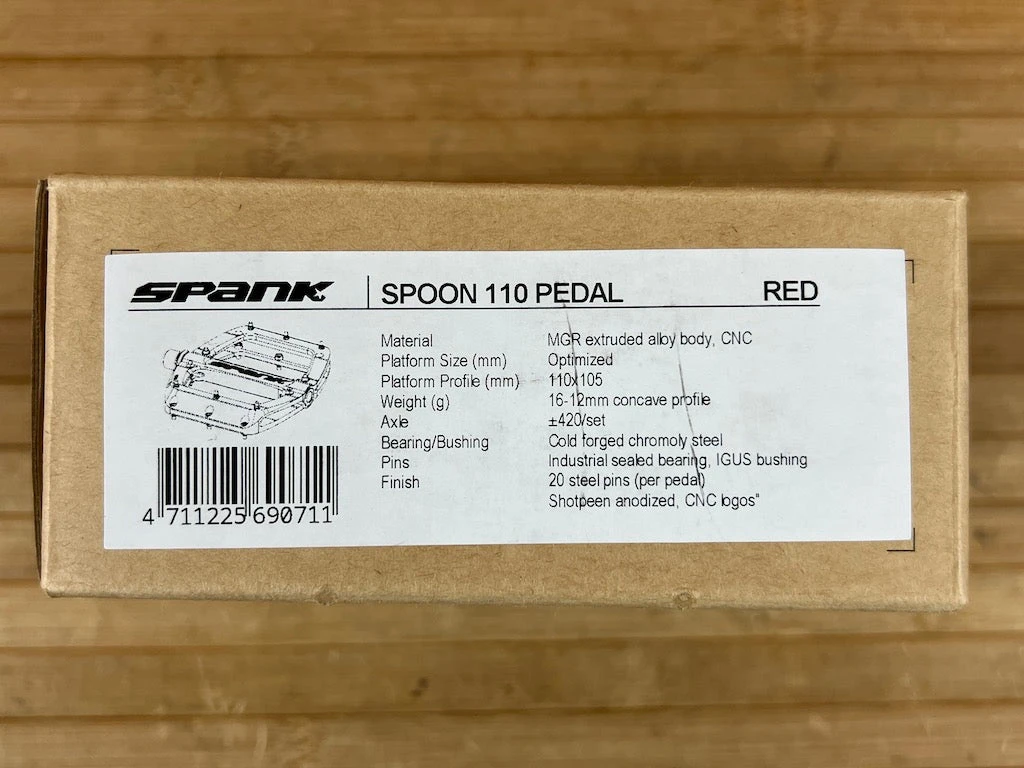 SPANK SPOON 110 PEDAL RED
Material MGR extruded alloy body, CNC
Platform Size (mm) Optimized
Platform Profile (mm) 110x105
Weight (g) 16-12mm concave profile
Axle ±420/set
Bearing/Bushing Cold forged chromoly steel
Pins Industrial sealed bearing, IGUS bushing
Finish 20 steel pins (per pedal)
Shotpeen anodized, CNC logos"
4 711225 690711